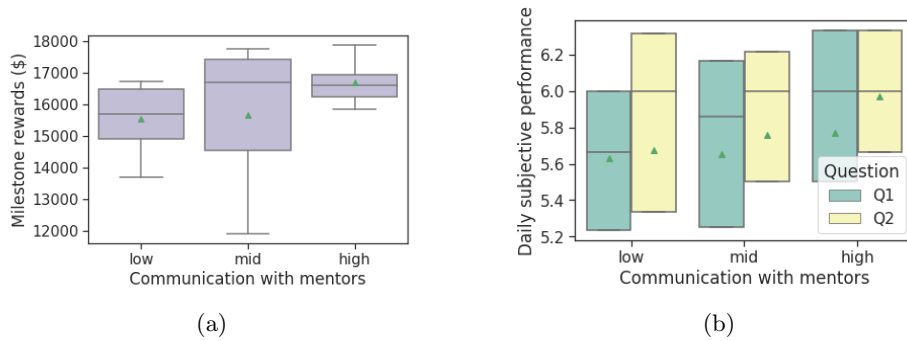 18000
17000
16000
15000
14000
13000
12000
Milestone rewards ($)
low mid high
Communication with mentors
(a)
6.2
6.0
5.8
5.6
5.4
5.2
Daily subjective performance
Question
Q1
Q2
low mid high
Communication with mentors
(b)